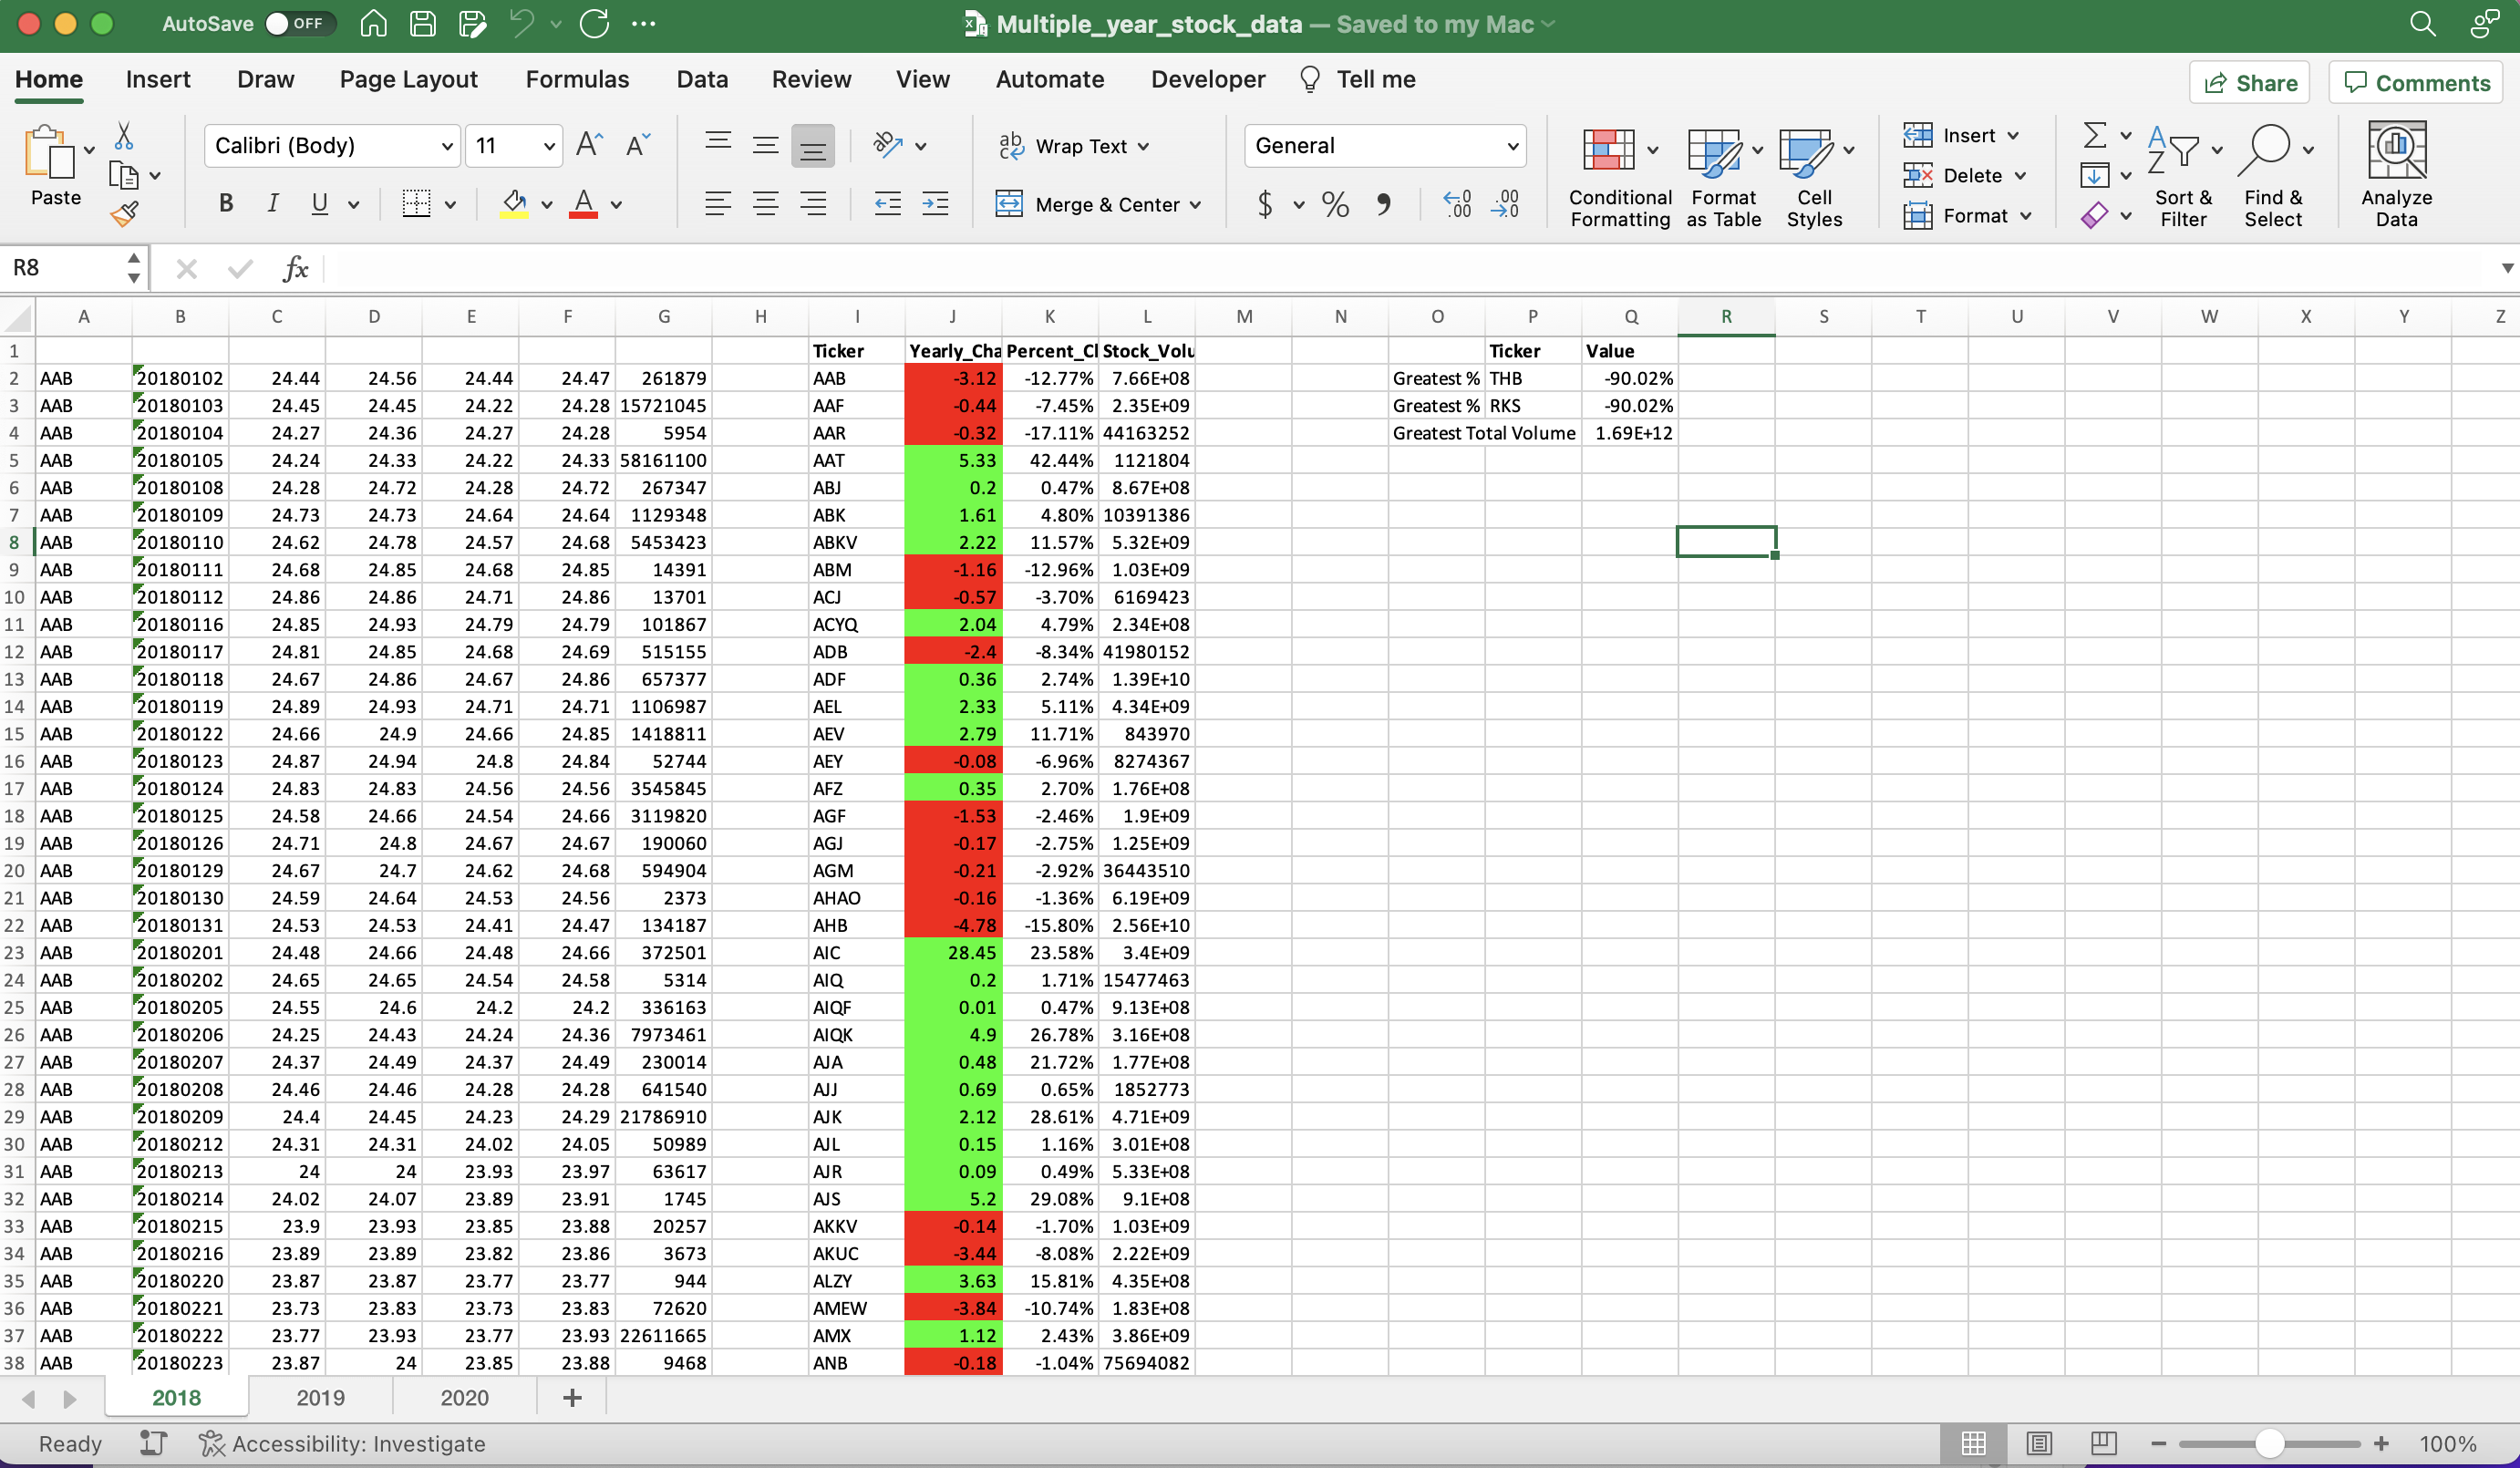 AutoSave OFF Multiple_year_stock_data — Saved to my Mac
Home Insert Draw Page Layout Formulas Data Review View Automate Developer Tell me Share Comments
Paste Calibri (Body) 11 Wrap Text General Conditional Formatting Format as Table Cell Styles Insert Sort & Filter Find & Select Analyze Data
B I U Merge & Center $ % Delete
Format
R8 fx
A B C D E F G H I J K L M N O P Q R S T U V W X Y Z
1 Ticker Yearly_Cha Percent_Cl Stock_Volu Ticker Value
2 AAB 20180102 24.44 24.56 24.44 24.47 261879 AAB -3.12 -12.77% 7.66E+08 Greatest % THB -90.02%
3 AAB 20180103 24.45 24.45 24.22 24.28 15721045 AAF -0.44 -7.45% 2.35E+09 Greatest % RKS -90.02%
4 AAB 20180104 24.27 24.36 24.27 24.28 5954 AAR -0.32 -17.11% 44163252 Greatest Total Volume 1.69E+12
5 AAB 20180105 24.24 24.33 24.22 24.33 58161100 AAT 5.33 42.44% 1121804
6 AAB 20180108 24.28 24.72 24.28 24.72 267347 ABJ 0.2 0.47% 8.67E+08
7 AAB 20180109 24.73 24.73 24.64 24.64 1129348 ABK 1.61 4.80% 10391386
8 AAB 20180110 24.62 24.78 24.57 24.68 5453423 ABKV 2.22 11.57% 5.32E+09
9 AAB 20180111 24.68 24.85 24.68 24.85 14391 ABM -1.16 -12.96% 1.03E+09
10 AAB 20180112 24.86 24.86 24.71 24.86 13701 ACJ -0.57 -3.70% 6169423
11 AAB 20180116 24.85 24.93 24.79 24.79 101867 ACYQ 2.04 4.79% 2.34E+08
12 AAB 20180117 24.81 24.85 24.68 24.69 515155 ADB -2.4 -8.34% 41980152
13 AAB 20180118 24.67 24.86 24.67 24.86 657377 ADF 0.36 2.74% 1.39E+10
14 AAB 20180119 24.89 24.93 24.71 24.71 1106987 AEL 2.33 5.11% 4.34E+09
15 AAB 20180122 24.66 24.9 24.66 24.85 1418811 AEV 2.79 11.71% 843970
16 AAB 20180123 24.87 24.94 24.8 24.84 52744 AEY -0.08 -6.96% 8274367
17 AAB 20180124 24.83 24.83 24.56 24.56 3545845 AFZ 0.35 2.70% 1.76E+08
18 AAB 20180125 24.58 24.66 24.54 24.66 3119820 AGF -1.53 -2.46% 1.9E+09
19 AAB 20180126 24.71 24.8 24.67 24.67 190060 AGJ -0.17 -2.75% 1.25E+09
20 AAB 20180129 24.67 24.7 24.62 24.68 594904 AGM -0.21 -2.92% 36443510
21 AAB 20180130 24.59 24.64 24.53 24.56 2373 AHAO -0.16 -1.36% 6.19E+09
22 AAB 20180131 24.53 24.53 24.41 24.47 134187 AHB -4.78 -15.80% 2.56E+10
23 AAB 20180201 24.48 24.66 24.48 24.66 372501 AIC 28.45 23.58% 3.4E+09
24 AAB 20180202 24.65 24.65 24.54 24.58 5314 AIQ 0.2 1.71% 15477463
25 AAB 20180205 24.55 24.6 24.2 24.2 336163 AIQF 0.01 0.47% 9.13E+08
26 AAB 20180206 24.25 24.43 24.24 24.36 7973461 AIQK 4.9 26.78% 3.16E+08
27 AAB 20180207 24.37 24.49 24.37 24.49 230014 AJA 0.48 21.72% 1.77E+08
28 AAB 20180208 24.46 24.46 24.28 24.28 641540 AJJ 0.69 0.65% 1852773
29 AAB 20180209 24.4 24.45 24.23 24.29 21786910 AJK 2.12 28.61% 4.71E+09
30 AAB 20180212 24.31 24.31 24.02 24.05 50989 AJL 0.15 1.16% 3.01E+08
31 AAB 20180213 24 24 23.93 23.97 63617 AJR 0.09 0.49% 5.33E+08
32 AAB 20180214 24.02 24.07 23.89 23.91 1745 AJS 5.2 29.08% 9.1E+08
33 AAB 20180215 23.9 23.93 23.85 23.88 20257 AKKV -0.14 -1.70% 1.03E+09
34 AAB 20180216 23.89 23.89 23.82 23.86 3673 AKUC -3.44 -8.08% 2.22E+09
35 AAB 20180220 23.87 23.87 23.77 23.77 944 ALZY 3.63 15.81% 4.35E+08
36 AAB 20180221 23.73 23.83 23.73 23.83 72620 AMEW -3.84 -10.74% 1.83E+08
37 AAB 20180222 23.77 23.93 23.77 23.93 22611665 AMX 1.12 2.43% 3.86E+09
38 AAB 20180223 23.87 24 23.85 23.88 9468 ANB -0.18 -1.04% 75694082
2018 2019 2020 +
Ready Accessibility: Investigate 100%